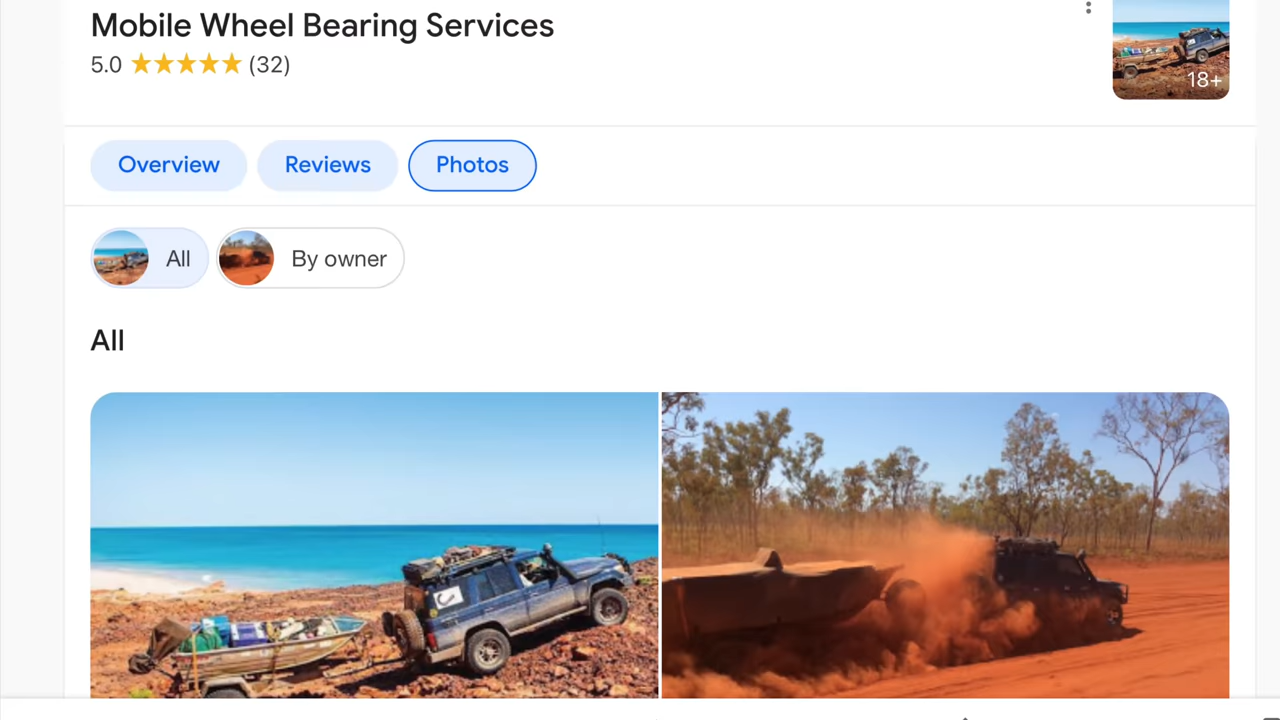 Mobile Wheel Bearing Services
5.0 ★★★★★ (32)
18+
Overview
Reviews
Photos
All
By owner
All